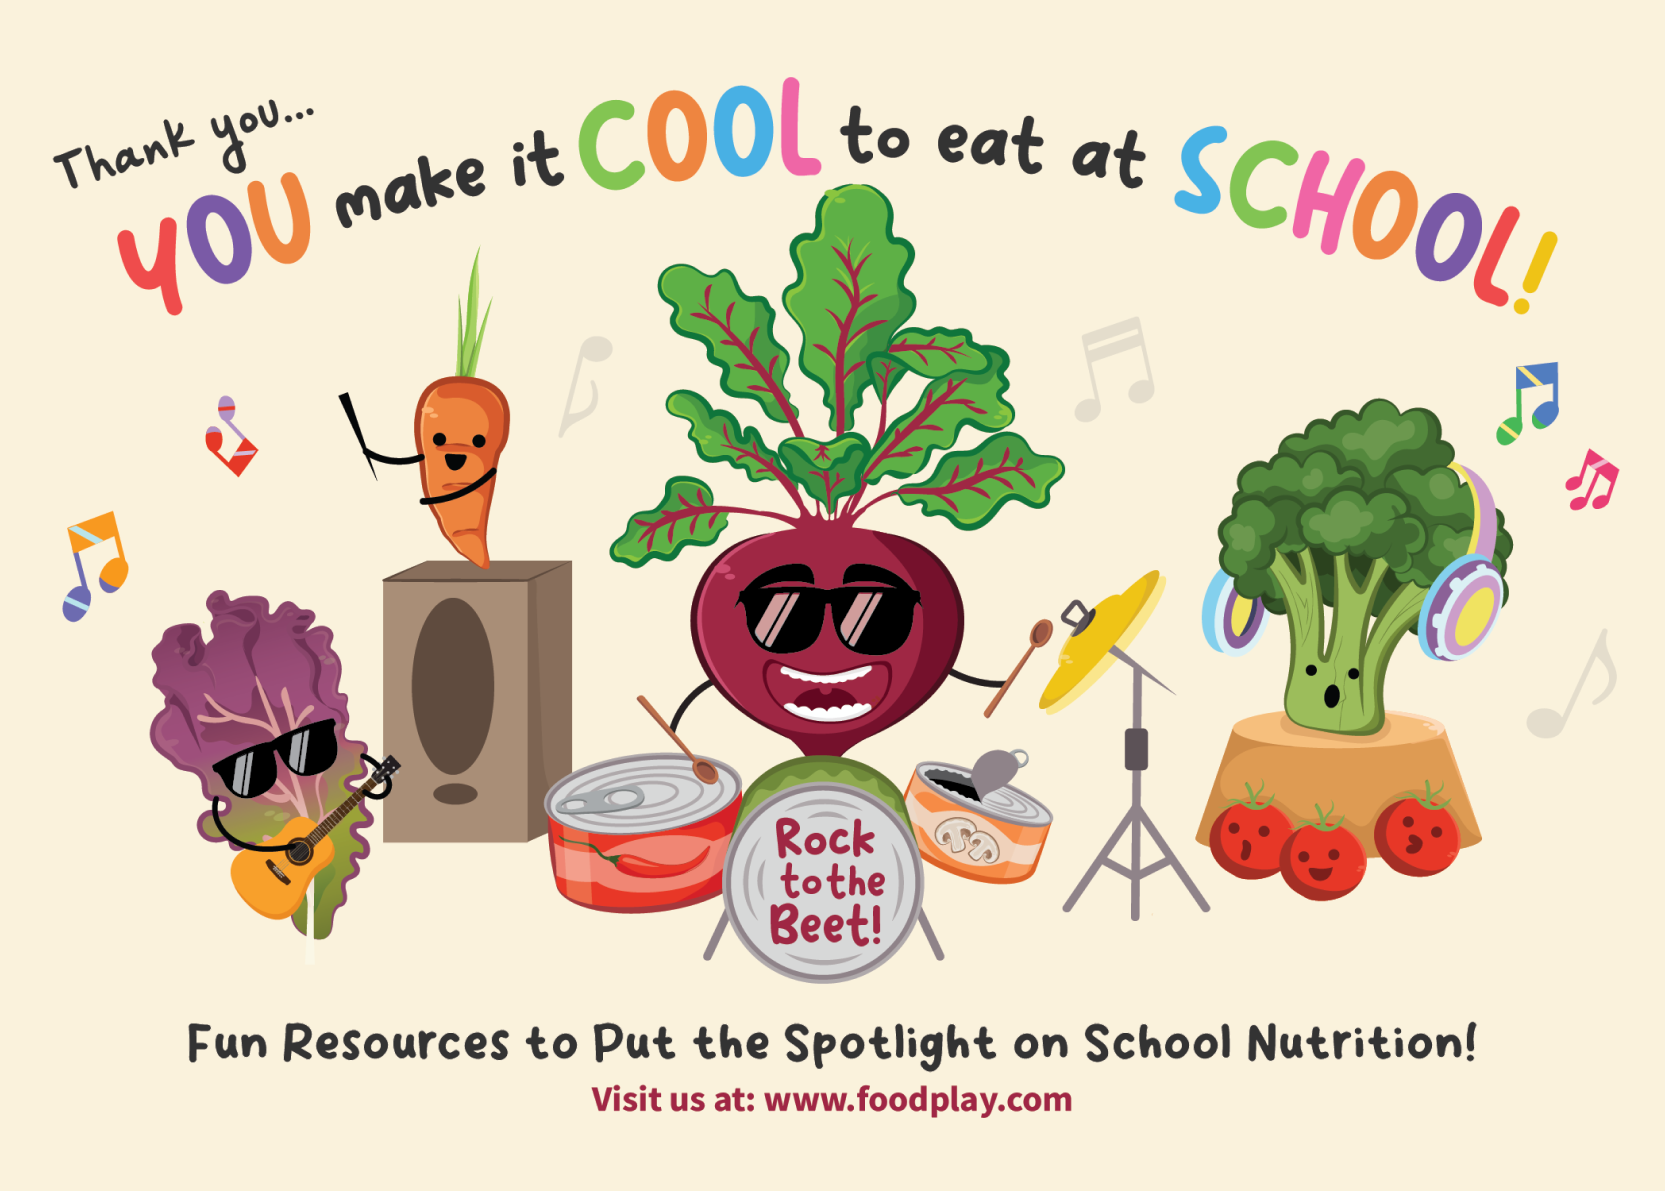 Thank you...
YOU make it COOL to eat at SCHOOL!
Rock
to the
Beet!
Fun Resources to Put the Spotlight on School Nutrition!
Visit us at: www.foodplay.com